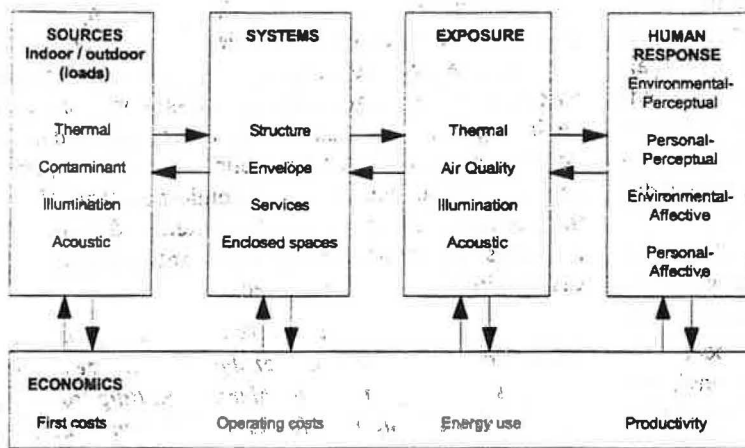 SOURCES
Indoor / outdoor
(loads)
Thermal
Contaminant
Illumination
Acoustic
SYSTEMS
Structure
Envelope
Services
Enclosed spaces
EXPOSURE
Thermal
Air Quality
Illumination
Acoustic
HUMAN
RESPONSE
Environmental-
Perceptual
Personal-
Perceptual
Environmental-
Affective
Personal-
Affective
ECONOMICS
First costs
Operating costs
Energy use
Productivity